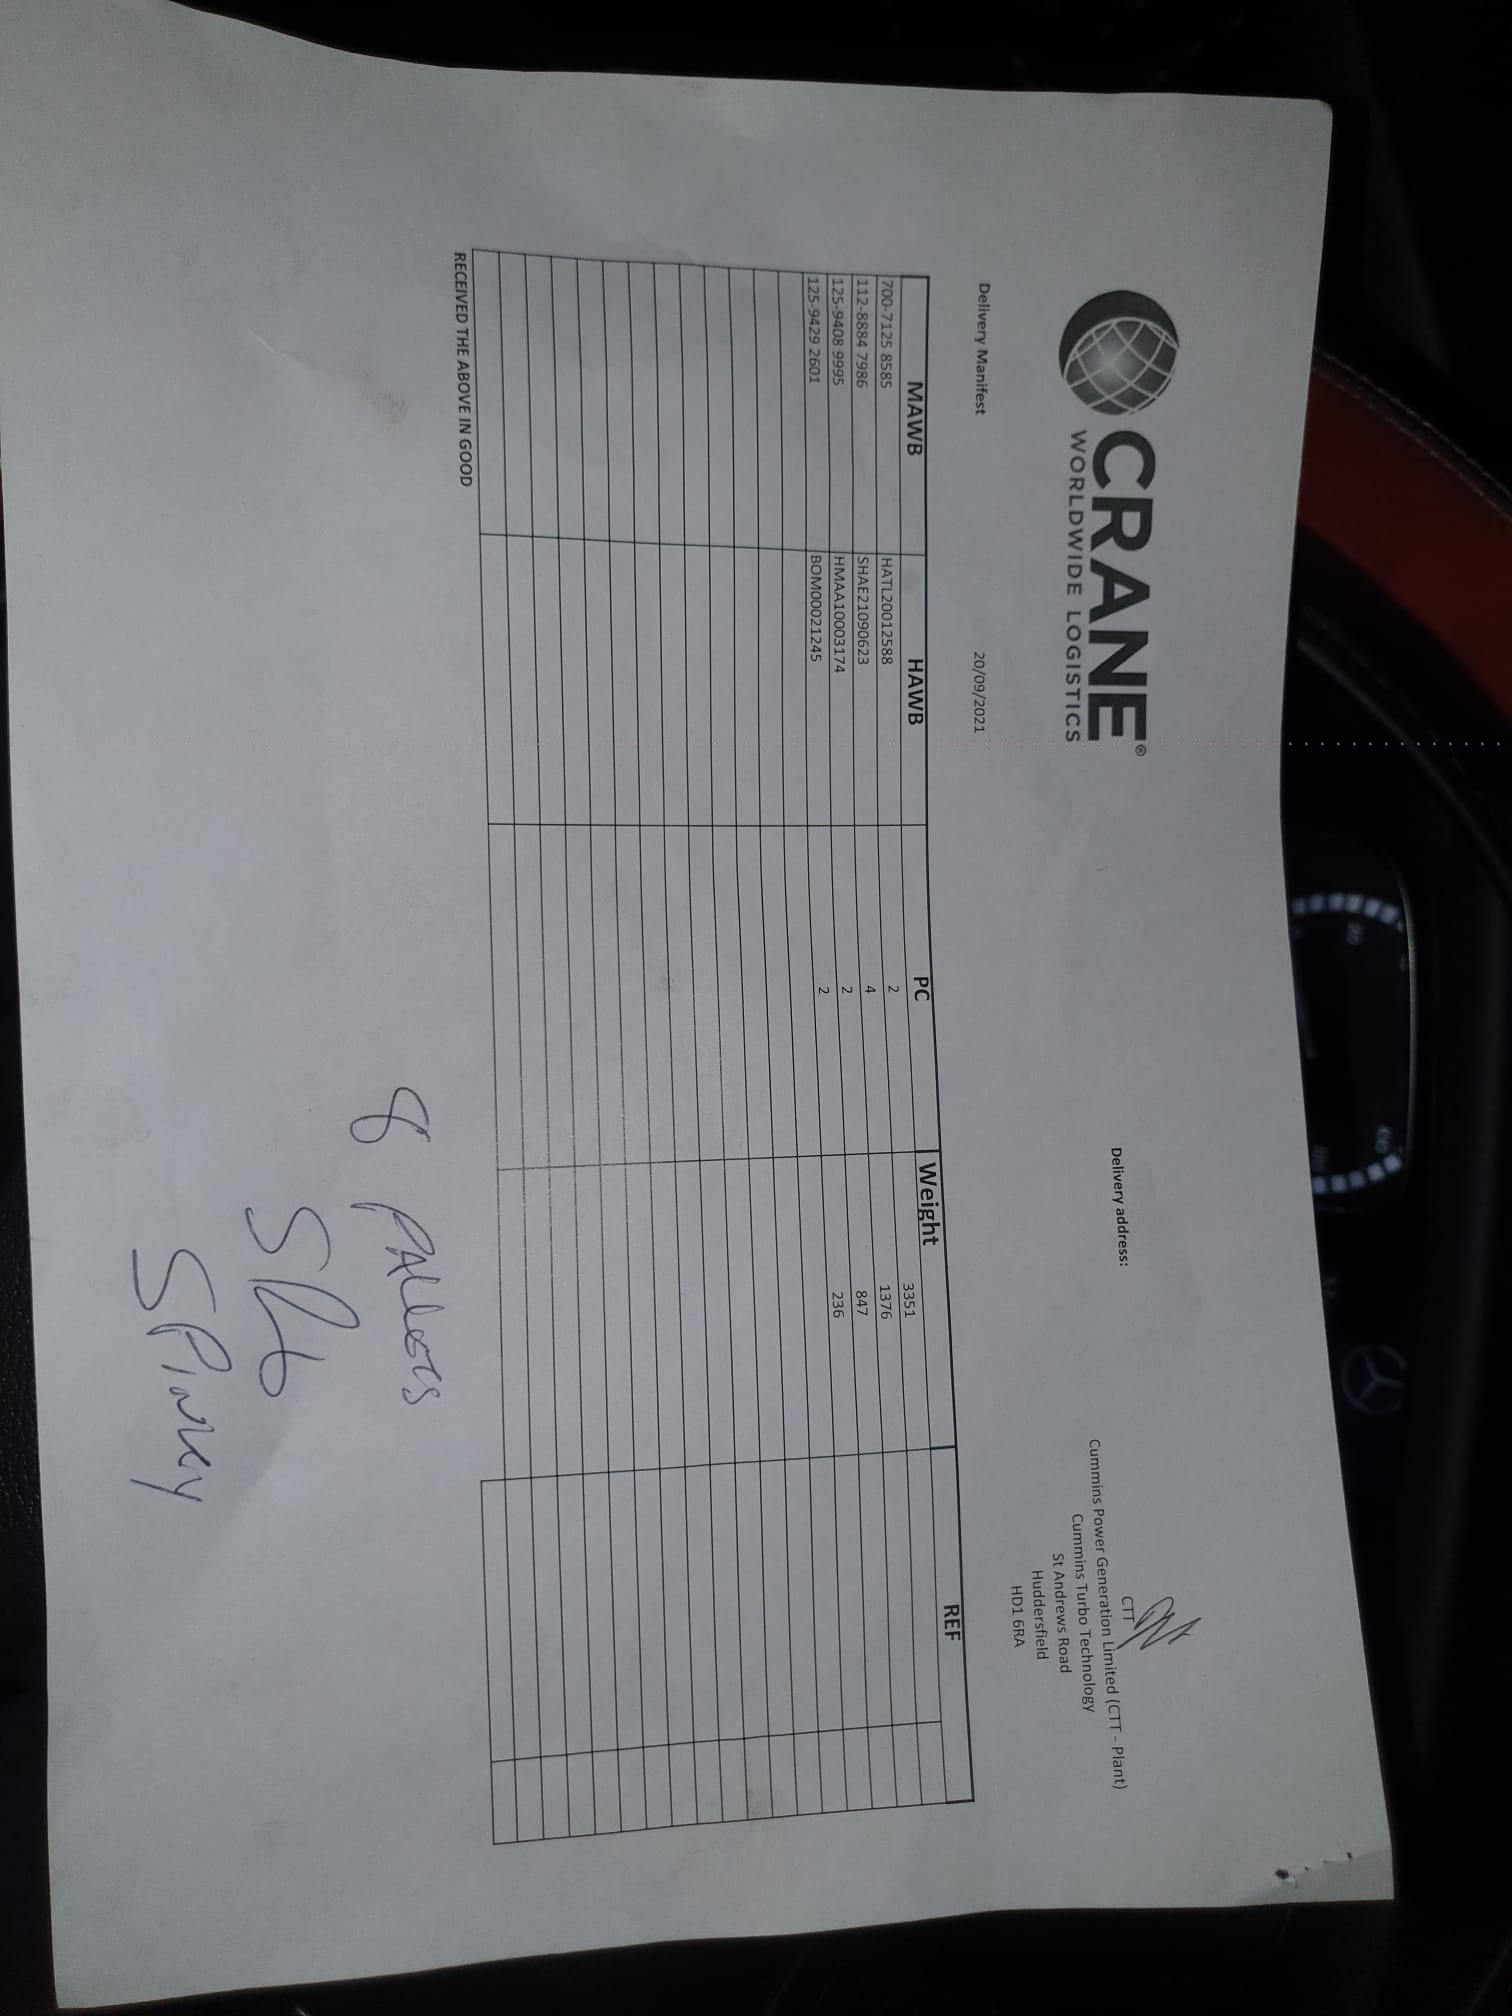 CRANE®
WORLDWIDE LOGISTICS
Delivery address:
CTT
Cummins Power Generation Limited (CTT - Plant)
Cummins Turbo Technology
St Andrews Road
Huddersfield
HD1 6RA
Delivery Manifest 20/09/2021
MAWB HAWB PC Weight REF
700-7125 8585 HATL20012588 2 3351
112-8884 7986 SHAE21090623 4 1376
125-9408 9995 HMAA10003174 2 847
125-9429 2601 BOM00021245 2 236
RECEIVED THE ABOVE IN GOOD
8 PALLETS